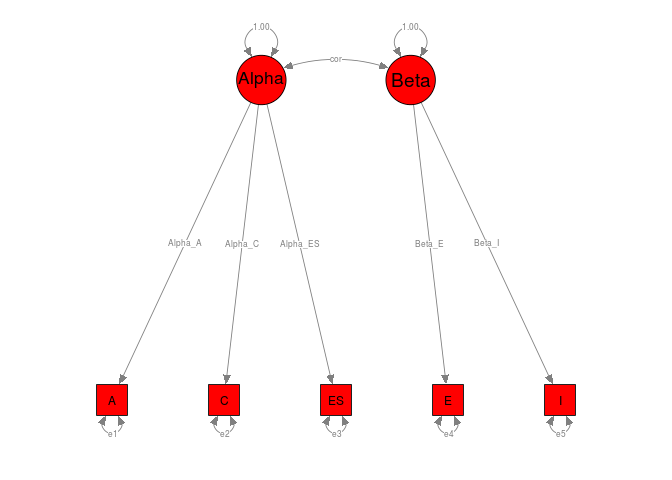 1.00 1.00
cor
Alpha Beta
Alpha_A Alpha_C Alpha_ES Beta_E Beta_I
A C ES E I
e1 e2 e3 e4 e5